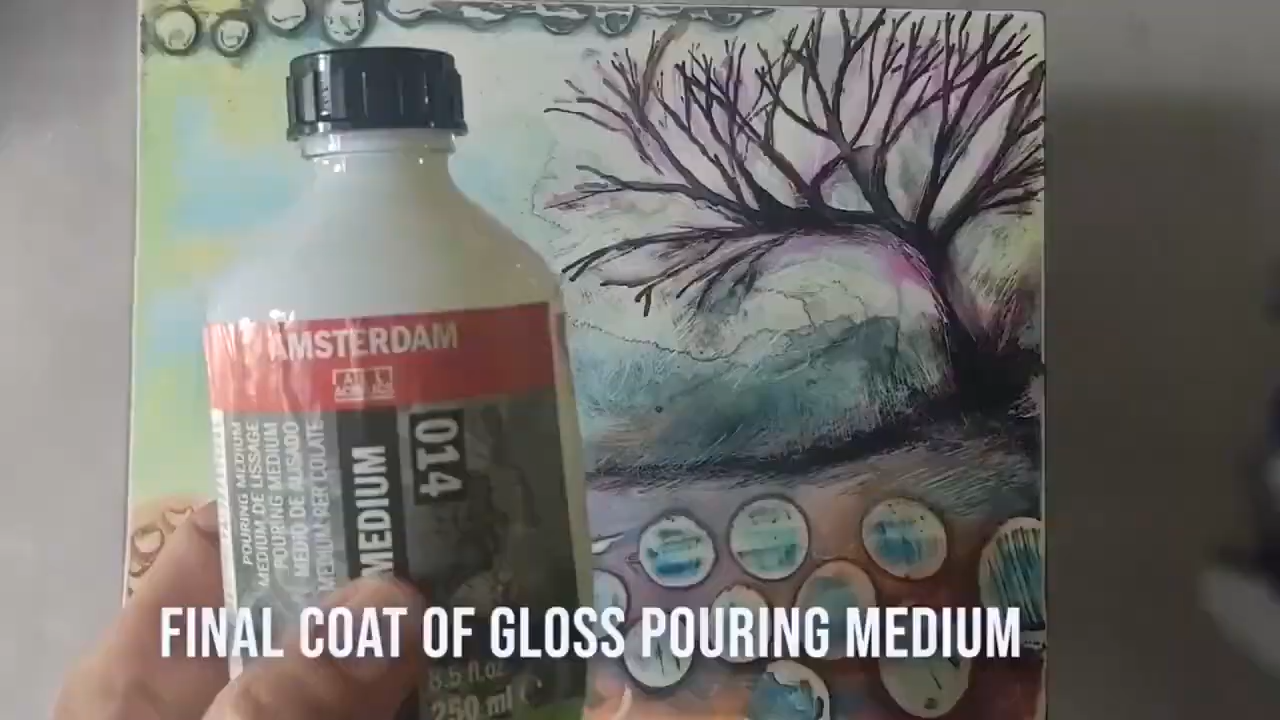 AMSTERDAM
POURING MEDIUM
MEDIUM DE LISSAGE
POURING MEDIUM
MEDIO DE ALISADO
MEDIUM PER COLATE
MEDIUM
014
8.5 fl.oz
250 ml
FINAL COAT OF GLOSS POURING MEDIUM